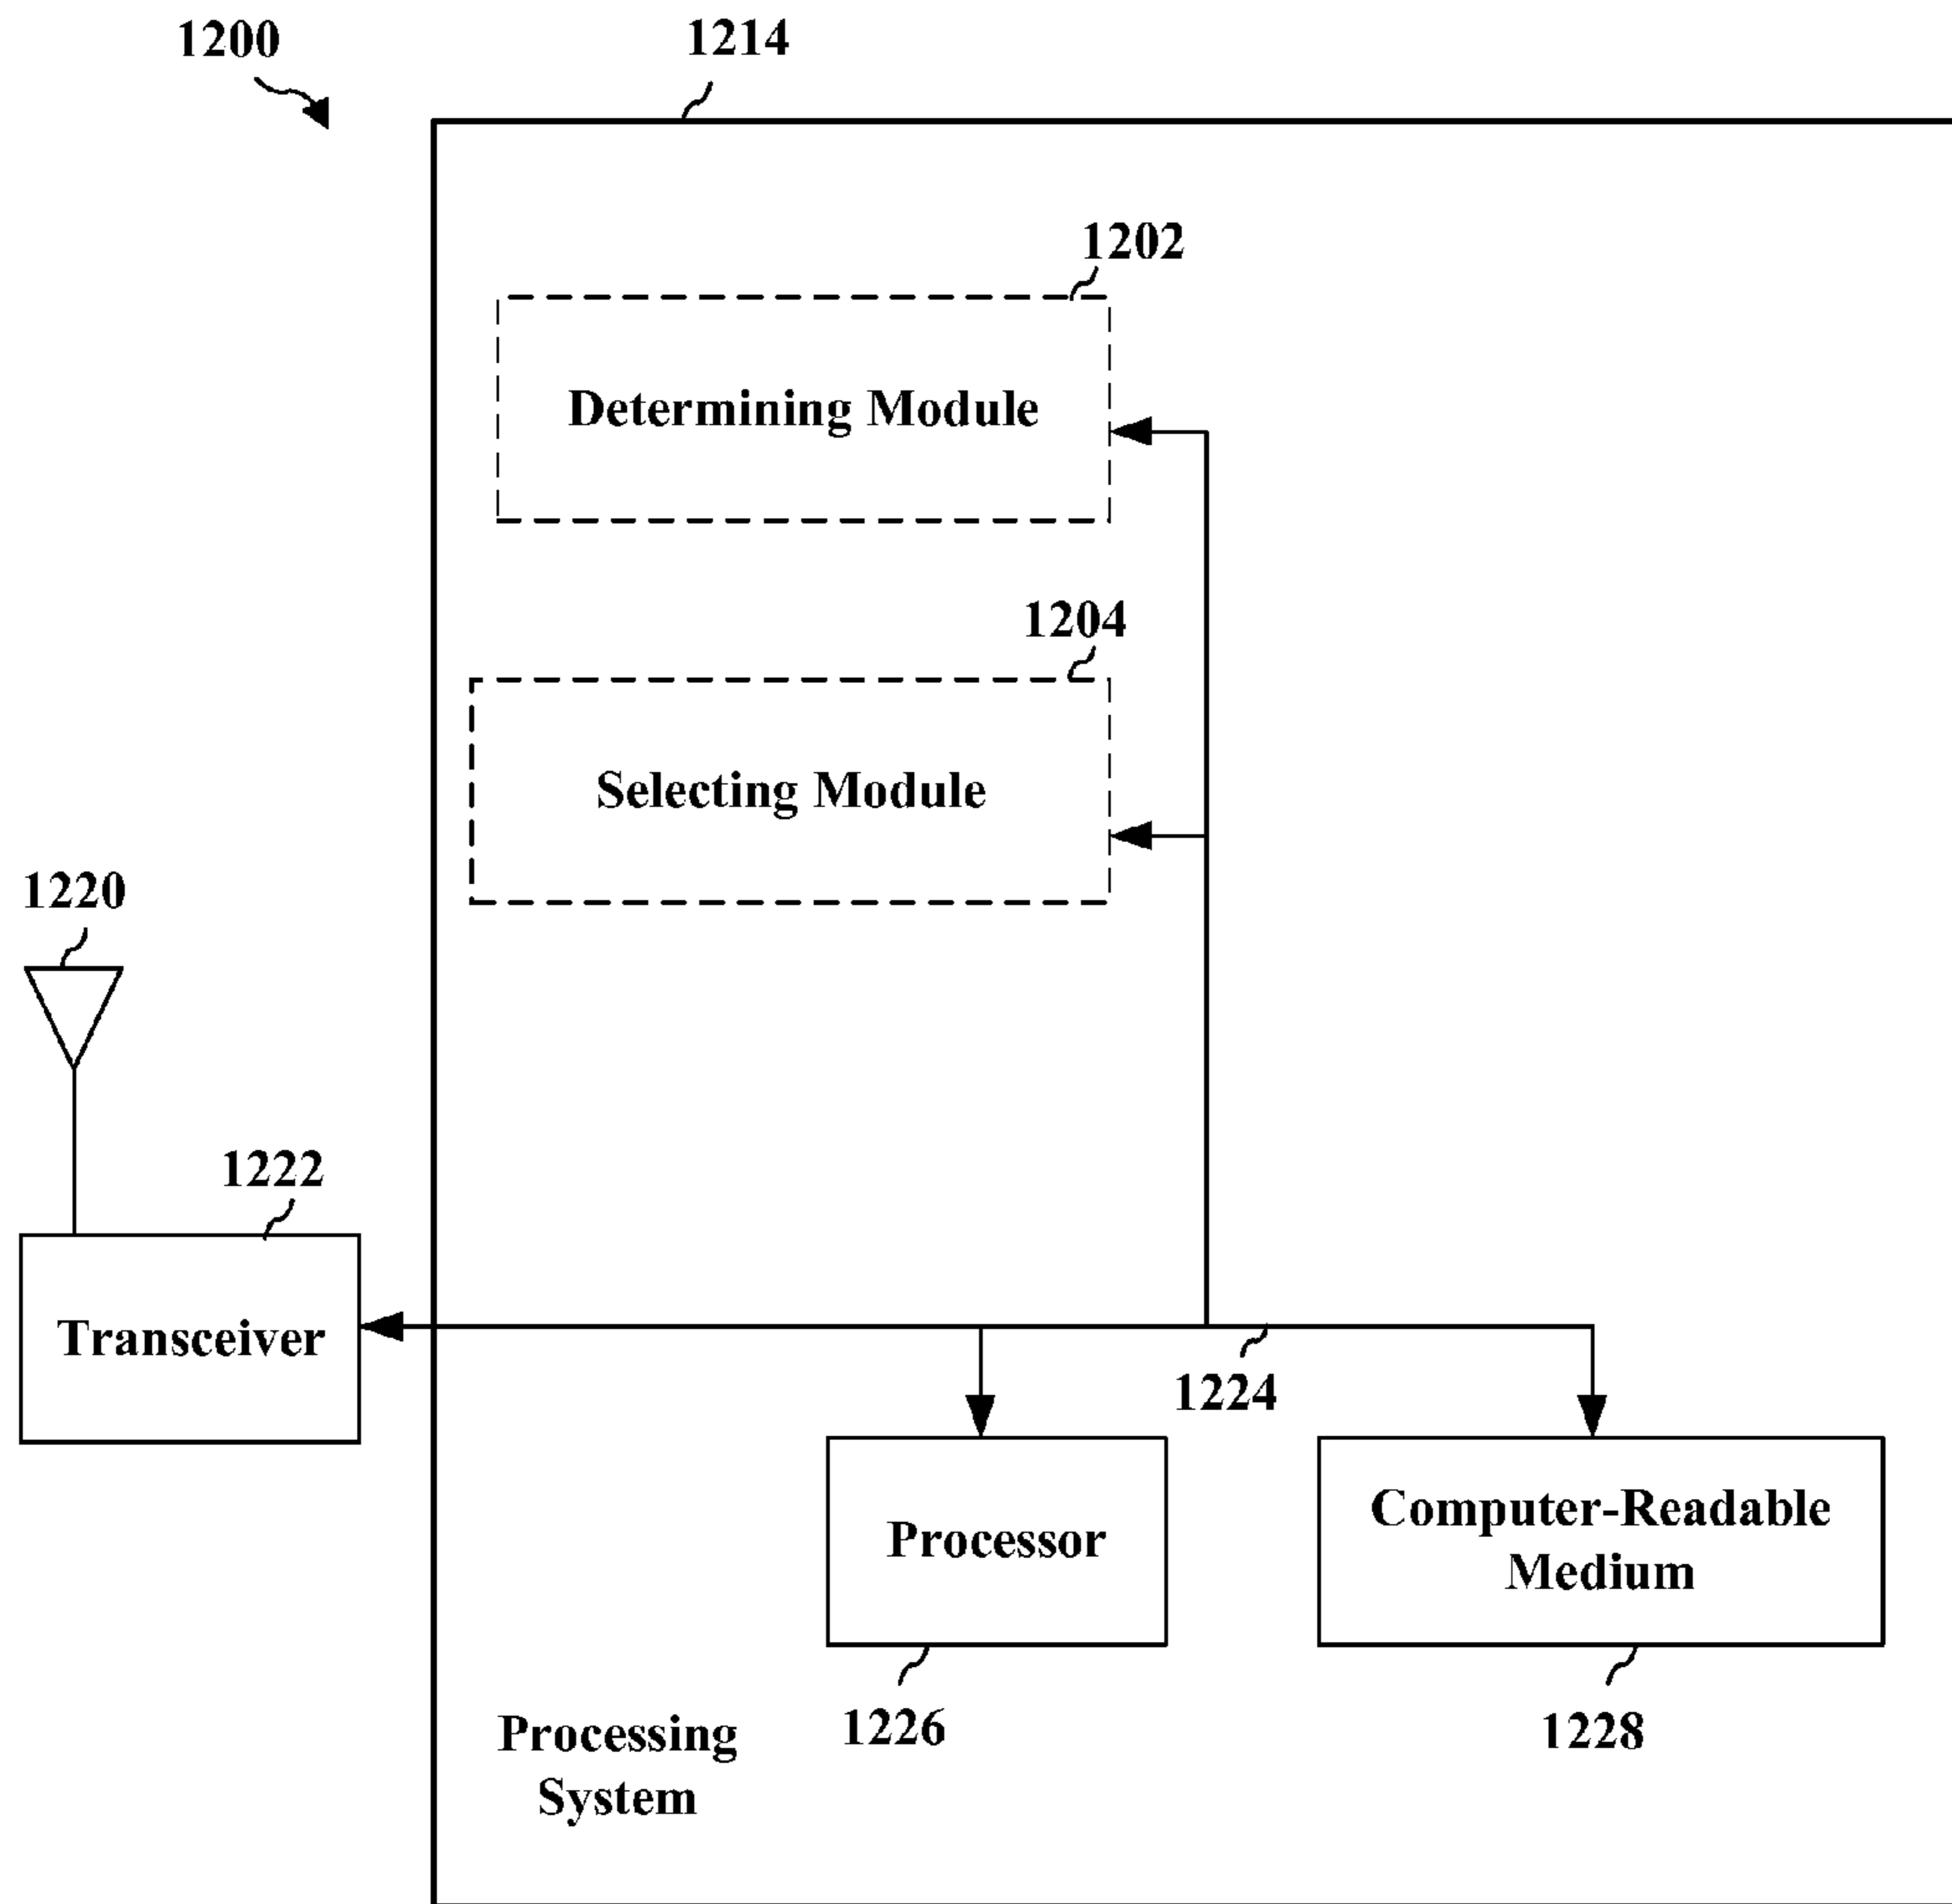 1200
1214
1202
Determining Module
1204
Selecting Module
1220
1222
Transceiver
1224
Processor
Computer-Readable
Medium
1226
1228
Processing
System